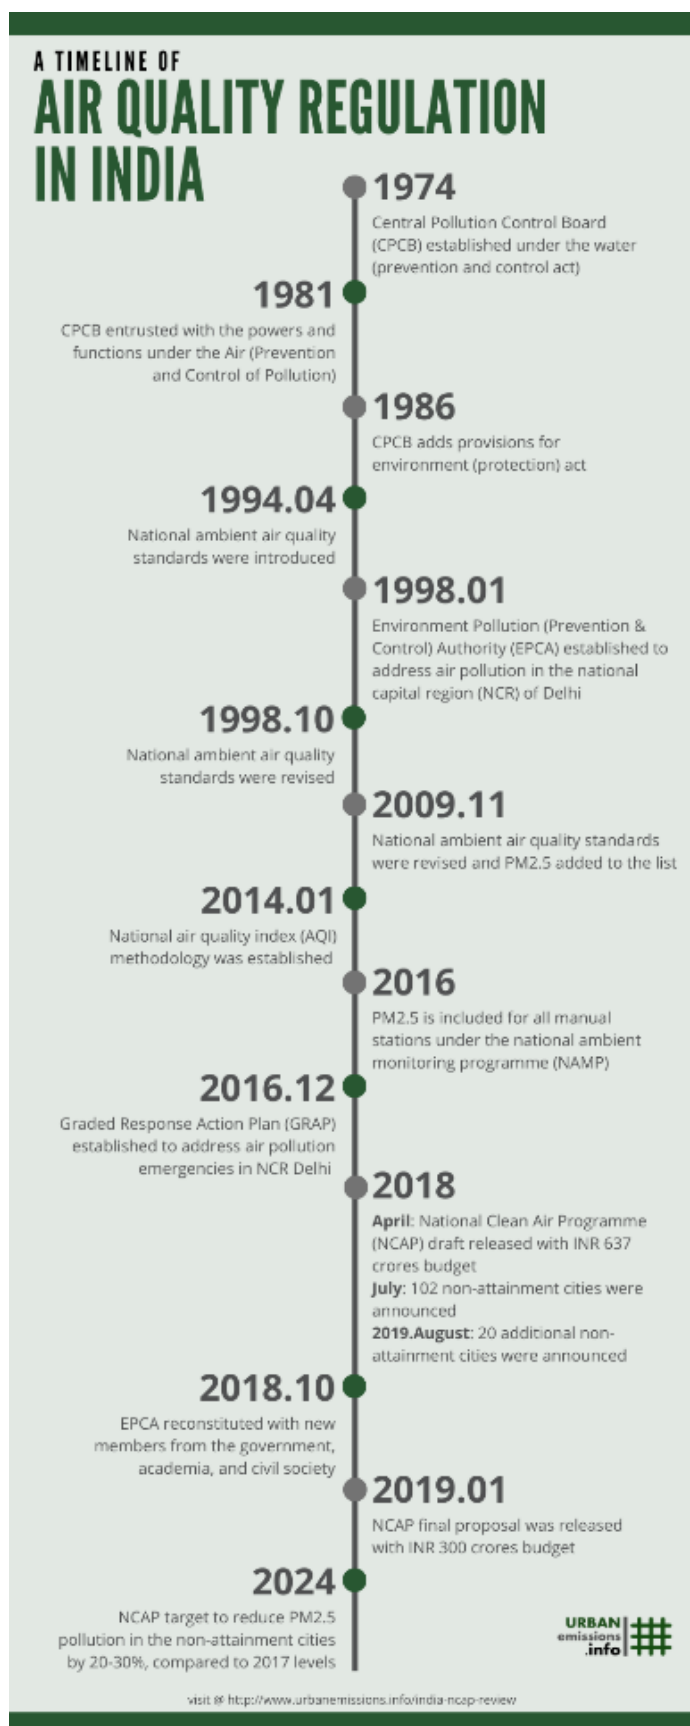 A TIMELINE OF
AIR QUALITY REGULATION
IN INDIA
1974
Central Pollution Control Board
(CPCB) established under the water
(prevention and control act)
1981
CPCB entrusted with the powers and
functions under the Air (Prevention
and Control of Pollution)
1986
CPCB adds provisions for
environment (protection) act
1994.04
National ambient air quality
standards were introduced
1998.01
Environment Pollution (Prevention &
Control) Authority (EPCA) established to
address air pollution in the national
capital region (NCR) of Delhi
1998.10
National ambient air quality
standards were revised
2009.11
National ambient air quality standards
were revised and PM2.5 added to the list
2014.01
National air quality index (AQI)
methodology was established
2016
PM2.5 is included for all manual
stations under the national ambient
monitoring programme (NAMP)
2016.12
Graded Response Action Plan (GRAP)
established to address air pollution
emergencies in NCR Delhi
2018
April: National Clean Air Programme
(NCAP) draft released with INR 637
crores budget
July: 102 non-attainment cities were
announced
2019.August: 20 additional non-
attainment cities were announced
2018.10
EPCA reconstituted with new
members from the government,
academia, and civil society
2019.01
NCAP final proposal was released
with INR 300 crores budget
2024
NCAP target to reduce PM2.5
pollution in the non-attainment cities
by 20-30%, compared to 2017 levels
URBAN
emissions
.info
visit @ http://www.urbanemissions.info/india-ncap-review